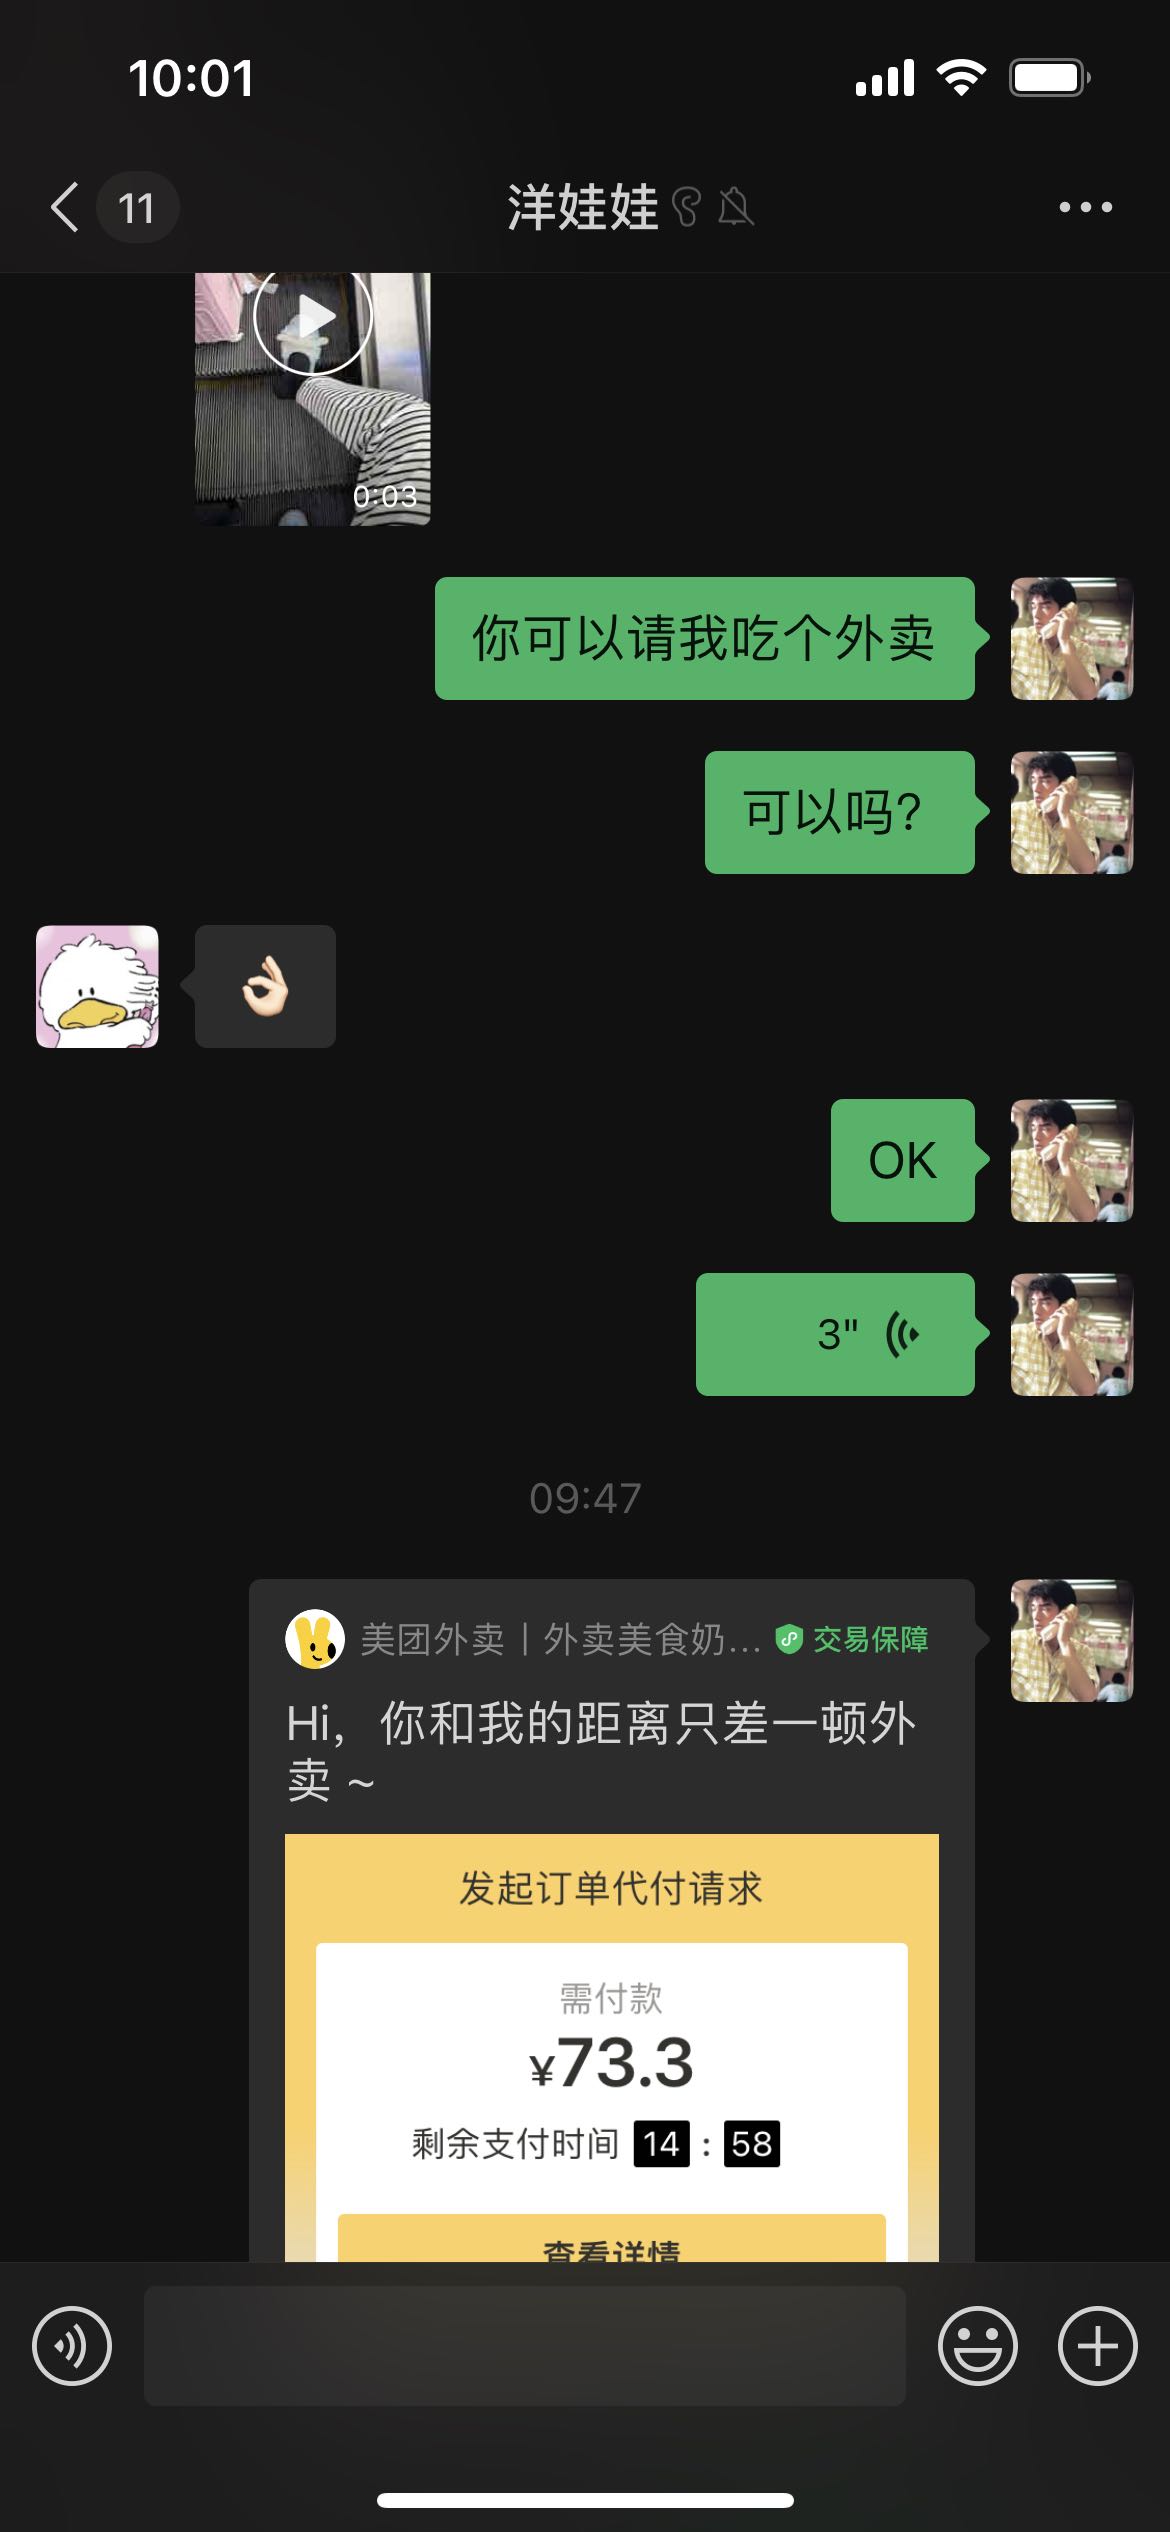 10:01
11
洋娃娃
0:03
你可以请我吃个外卖
可以吗?
👌🏻
OK
3"
09:47
美团外卖丨外卖美食奶... 交易保障
Hi，你和我的距离只差一顿外
卖 ~
发起订单代付请求
需付款
¥73.3
剩余支付时间 14 : 58
查看详情